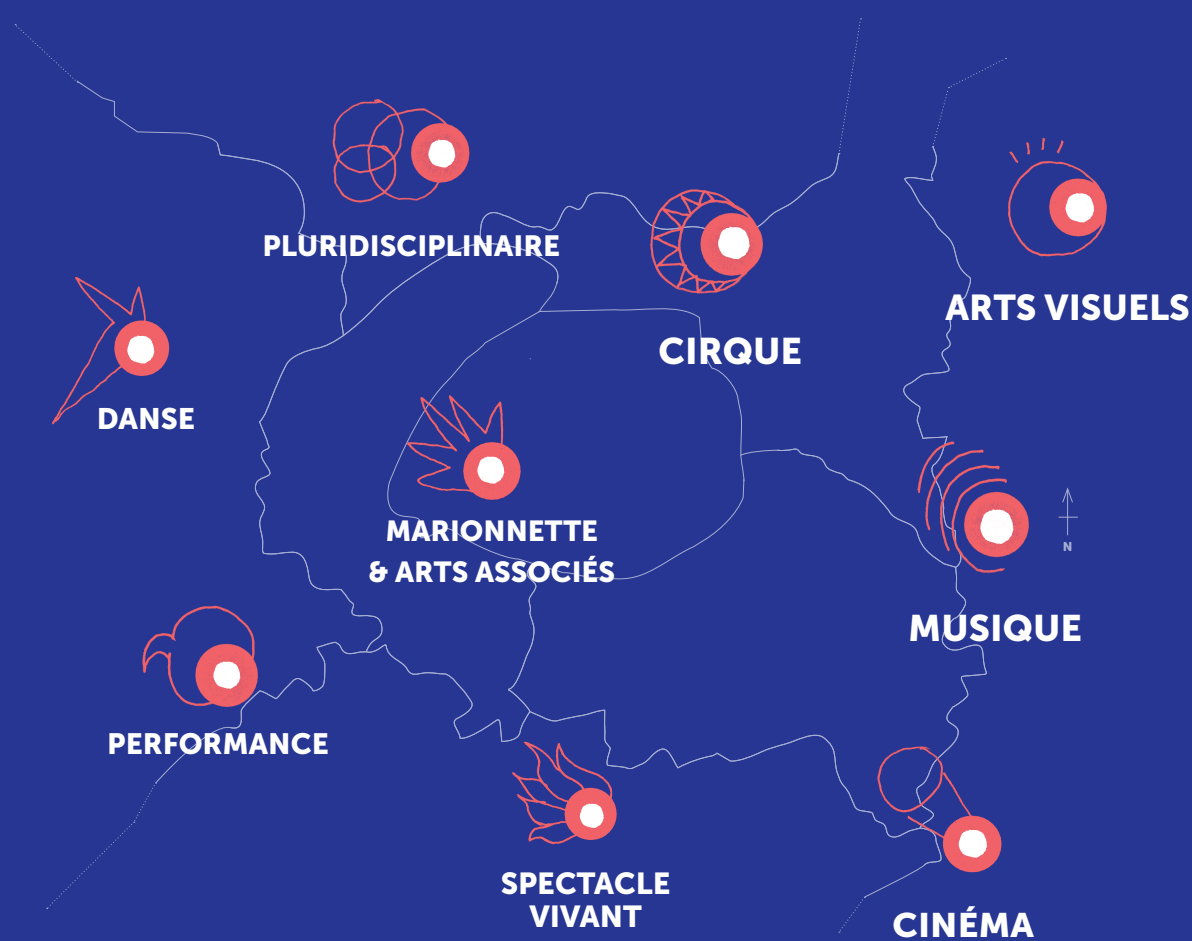 PLURIDISCIPLINAIRE
ARTS VISUELS
CIRQUE
DANSE
MARIONNETTE
& ARTS ASSOCIÉS
N
MUSIQUE
PERFORMANCE
SPECTACLE
VIVANT
CINÉMA